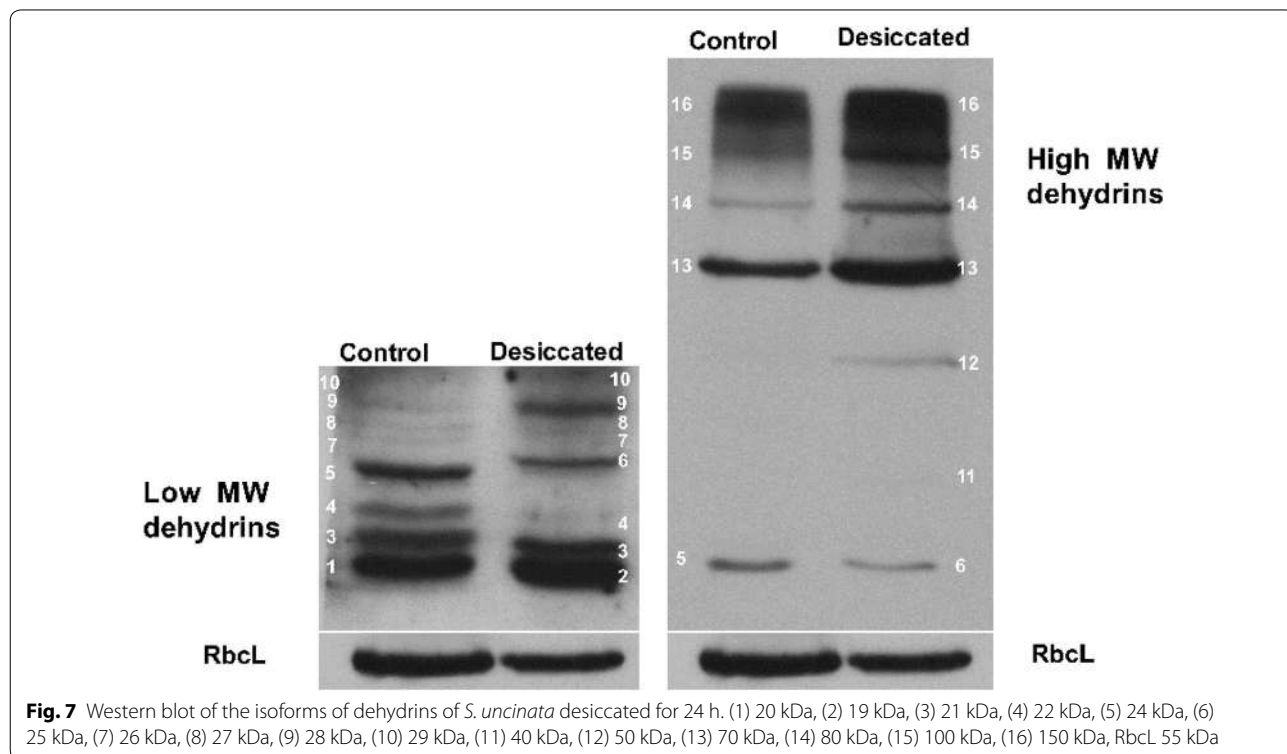 Control Desiccated
16 16
15 15
14 14
13 13
12
11
5 6
High MW
dehydrins
Control Desiccated
10 10
9 9
8 8
7 7
5 6
4 4
3 3
1 2
Low MW
dehydrins
RbcL RbcL
Fig. 7 Western blot of the isoforms of dehydrins of S. uncinata desiccated for 24 h. (1) 20 kDa, (2) 19 kDa, (3) 21 kDa, (4) 22 kDa, (5) 24 kDa, (6)
25 kDa, (7) 26 kDa, (8) 27 kDa, (9) 28 kDa, (10) 29 kDa, (11) 40 kDa, (12) 50 kDa, (13) 70 kDa, (14) 80 kDa, (15) 100 kDa, (16) 150 kDa, RbcL 55 kDa